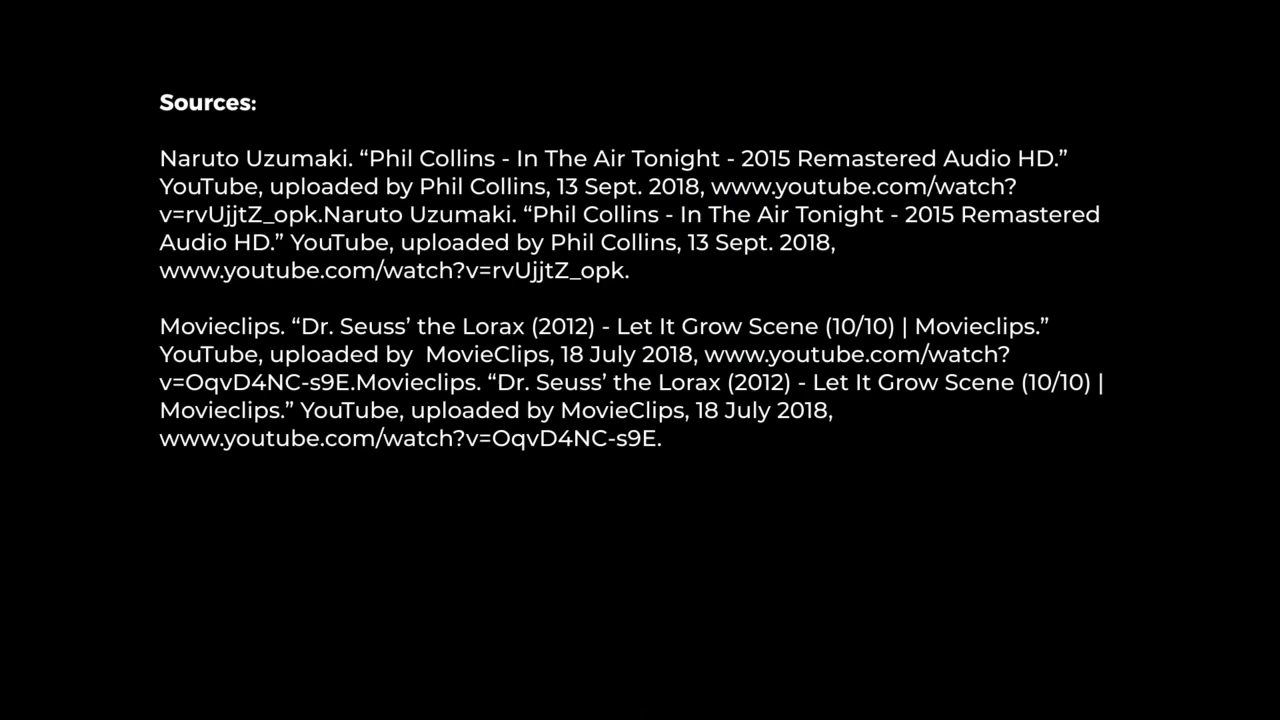 Sources:
Naruto Uzumaki. “Phil Collins - In The Air Tonight - 2015 Remastered Audio HD.”
YouTube, uploaded by Phil Collins, 13 Sept. 2018, www.youtube.com/watch?
v=rvUjjtZ_opk.Naruto Uzumaki. “Phil Collins - In The Air Tonight - 2015 Remastered
Audio HD.” YouTube, uploaded by Phil Collins, 13 Sept. 2018,
www.youtube.com/watch?v=rvUjjtZ_opk.
Movieclips. “Dr. Seuss’ the Lorax (2012) - Let It Grow Scene (10/10) | Movieclips.”
YouTube, uploaded by  MovieClips, 18 July 2018, www.youtube.com/watch?
v=OqvD4NC-s9E.Movieclips. “Dr. Seuss’ the Lorax (2012) - Let It Grow Scene (10/10) |
Movieclips.” YouTube, uploaded by MovieClips, 18 July 2018,
www.youtube.com/watch?v=OqvD4NC-s9E.